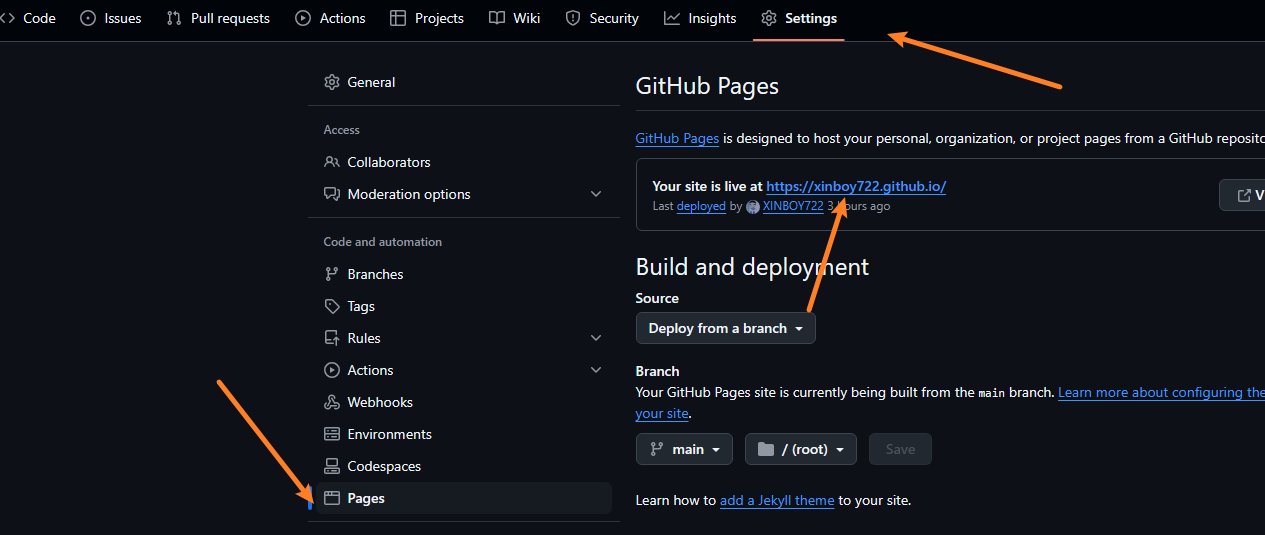 Code Issues Pull requests Actions Projects Wiki Security Insights Settings
General
Access
Collaborators
Moderation options
Code and automation
Branches
Tags
Rules
Actions
Webhooks
Environments
Codespaces
Pages
GitHub Pages
GitHub Pages is designed to host your personal, organization, or project pages from a GitHub
Your site is live at https://xinboy722.github.io/
Last deployed by XINBOY722 3 hours ago
Build and deployment
Source
Deploy from a branch
Branch
Your GitHub Pages site is currently being built from the main branch. Learn more about configuring the
your site.
main / (root) Save
Learn how to add a Jekyll theme to your site.